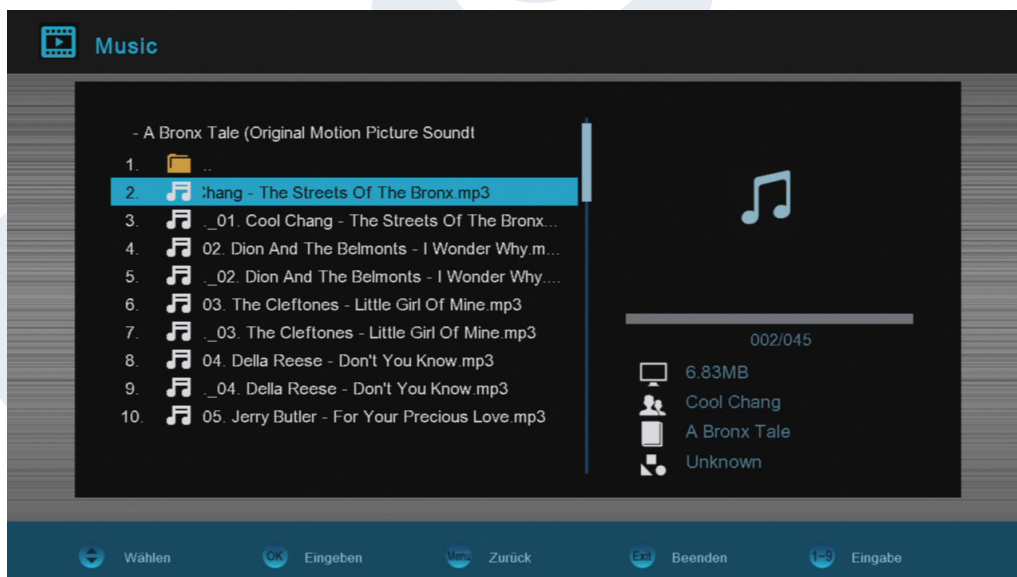 Music
- A Bronx Tale (Original Motion Picture Soundt
1. ..
2. Chang - The Streets Of The Bronx.mp3
3. ._01. Cool Chang - The Streets Of The Bronx...
4. 02. Dion And The Belmonts - I Wonder Why.m...
5. ._02. Dion And The Belmonts - I Wonder Why....
6. 03. The Cleftones - Little Girl Of Mine.mp3
7. ._03. The Cleftones - Little Girl Of Mine.mp3
8. 04. Della Reese - Don't You Know.mp3
9. ._04. Della Reese - Don't You Know.mp3
10. 05. Jerry Butler - For Your Precious Love.mp3
002/045
6.83MB
Cool Chang
A Bronx Tale
Unknown
Wählen OK Eingeben Menu Zurück Exit Beenden 1-9 Eingabe